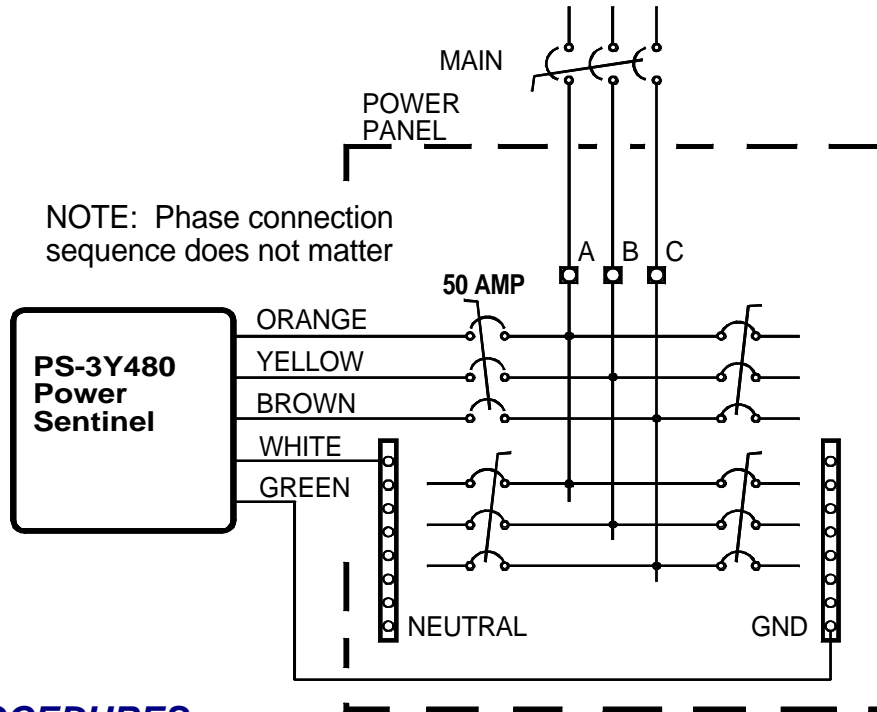 MAIN
POWER
PANEL
NOTE: Phase connection
sequence does not matter
A B C
50 AMP
ORANGE
PS-3Y480
Power
Sentinel
YELLOW
BROWN
WHITE
GREEN
NEUTRAL
GND